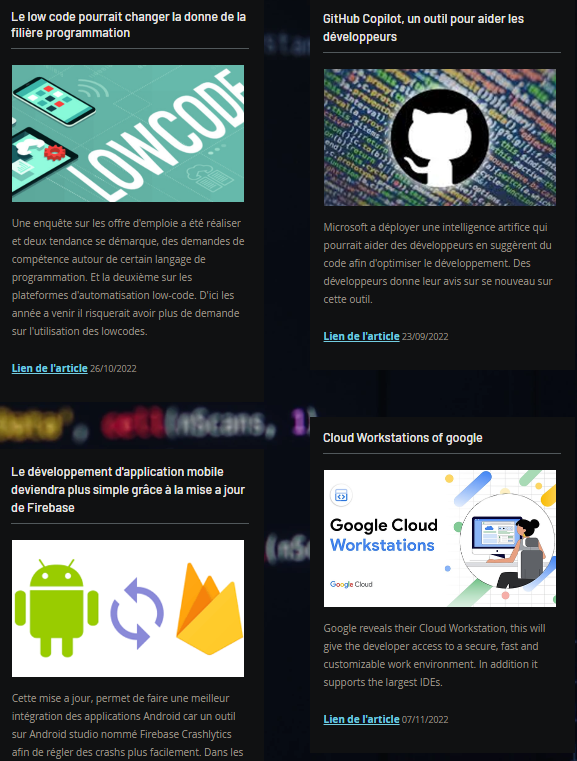 Le low code pourrait changer la donne de la
filière programmation
LOWCODE
Une enquête sur les offre d'emploie a été réaliser
et deux tendance se démarque, des demandes de
compétence autour de certain langage de
programmation. Et la deuxième sur les
plateformes d'automatisation low-code. D'ici les
année a venir il risquerait avoir plus de demande
sur l'utilisation des lowcodes.
Lien de l'article 26/10/2022
GitHub Copilot, un outil pour aider les
développeurs
Microsoft a déployer une intelligence artifice qui
pourrait aider des développeurs en suggèrent du
code afin d'optimiser le développement. Des
développeurs donne leur avis sur se nouveau sur
cette outil.
Lien de l'article 23/09/2022
(nScans, 1)
Le développement d'application mobile
deviendra plus simple grâce à la mise a jour
de Firebase
Cette mise a jour, permet de faire une meilleur
intégration des applications Android car un outil
sur Android studio nommé Firebase Crashlytics
afin de régler des crashs plus facilement. Dans les
Cloud Workstations of google
Google Cloud
Workstations
Google Cloud
Google reveals their Cloud Workstation, this will
give the developer access to a secure, fast and
customizable work environment. In addition it
supports the largest IDEs.
Lien de l'article 07/11/2022